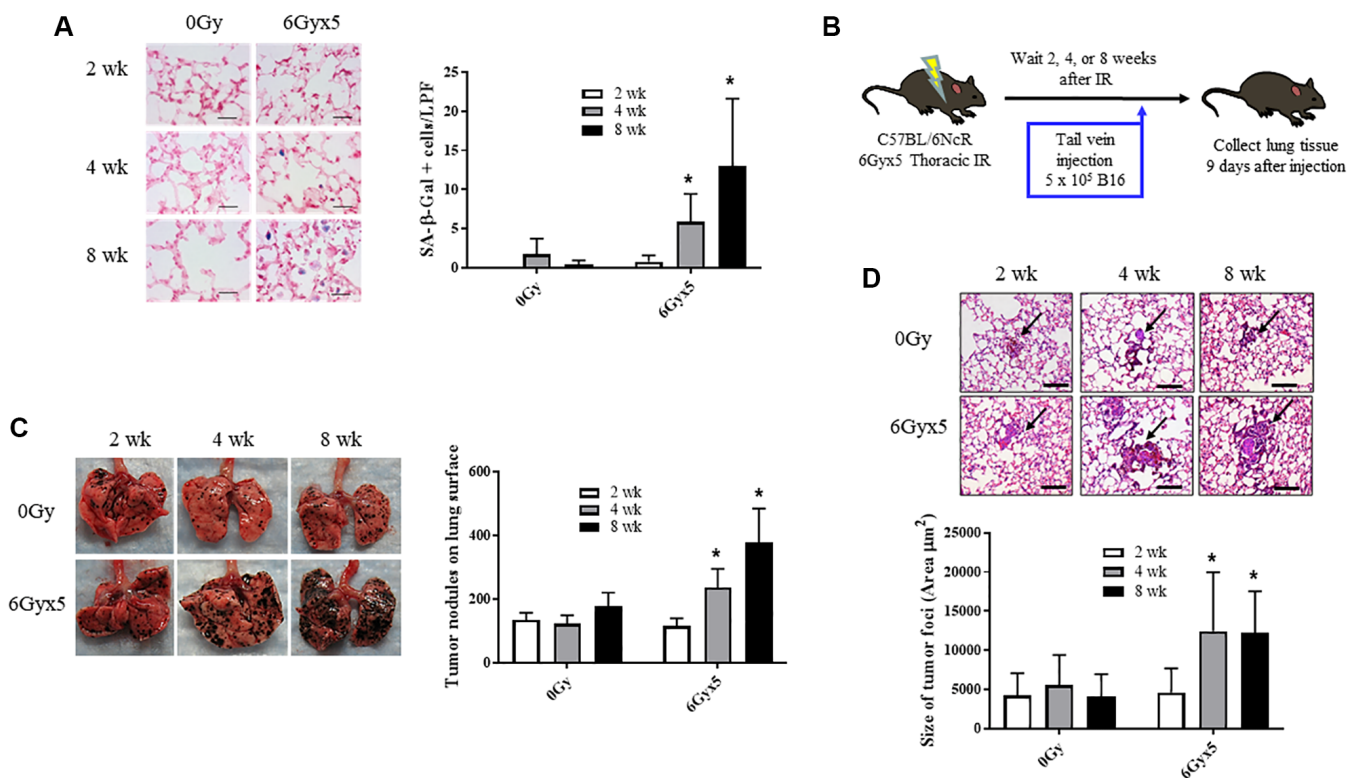 A
0Gy 6Gyx5
2 wk
4 wk
8 wk
SA-β-Gal + cells/LPF
25
20
15
10
5
0
2 wk
4 wk
8 wk
*
*
0Gy
6Gyx5
B
C57BL/6NcR
6Gyx5 Thoracic IR
Wait 2, 4, or 8 weeks
after IR
Tail vein
injection
5 x 10⁵ B16
Collect lung tissue
9 days after injection
C
2 wk 4 wk 8 wk
0Gy
6Gyx5
Tumor nodules on lung surface
600
400
200
0
2 wk
4 wk
8 wk
*
*
0Gy
6Gyx5
D
2 wk 4 wk 8 wk
0Gy
6Gyx5
Size of tumor foci (Area µm²)
25000
20000
15000
10000
5000
0
2 wk
4 wk
8 wk
* *
0Gy
6Gyx5